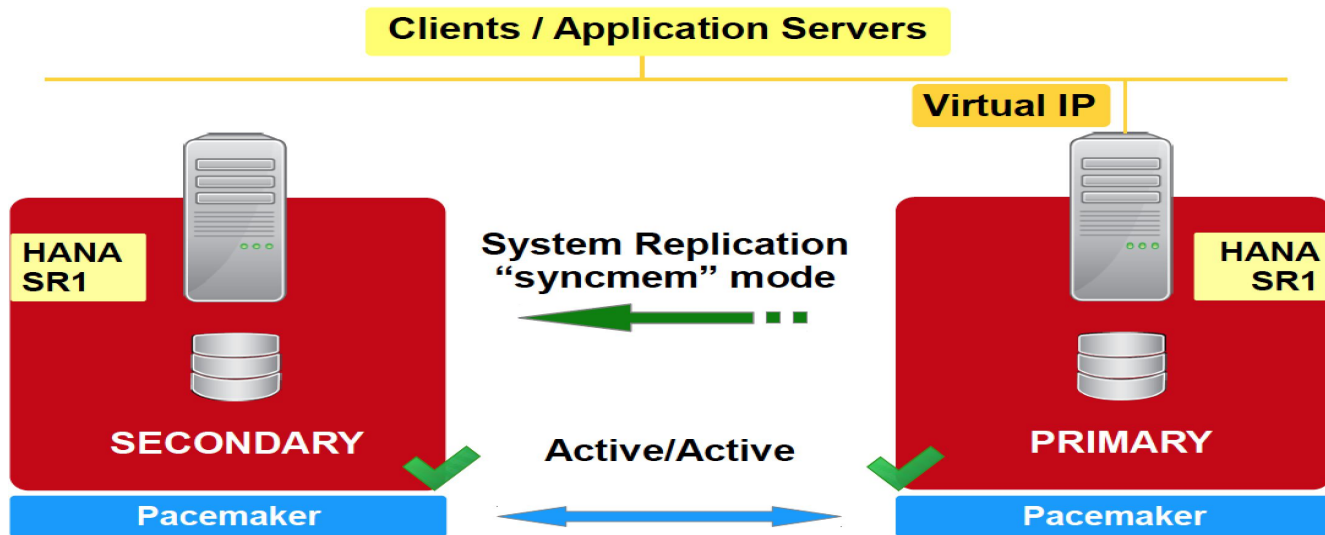 Clients / Application Servers
Virtual IP
HANA
SR1
System Replication
“syncmem” mode
HANA
SR1
SECONDARY
Active/Active
PRIMARY
Pacemaker
Pacemaker